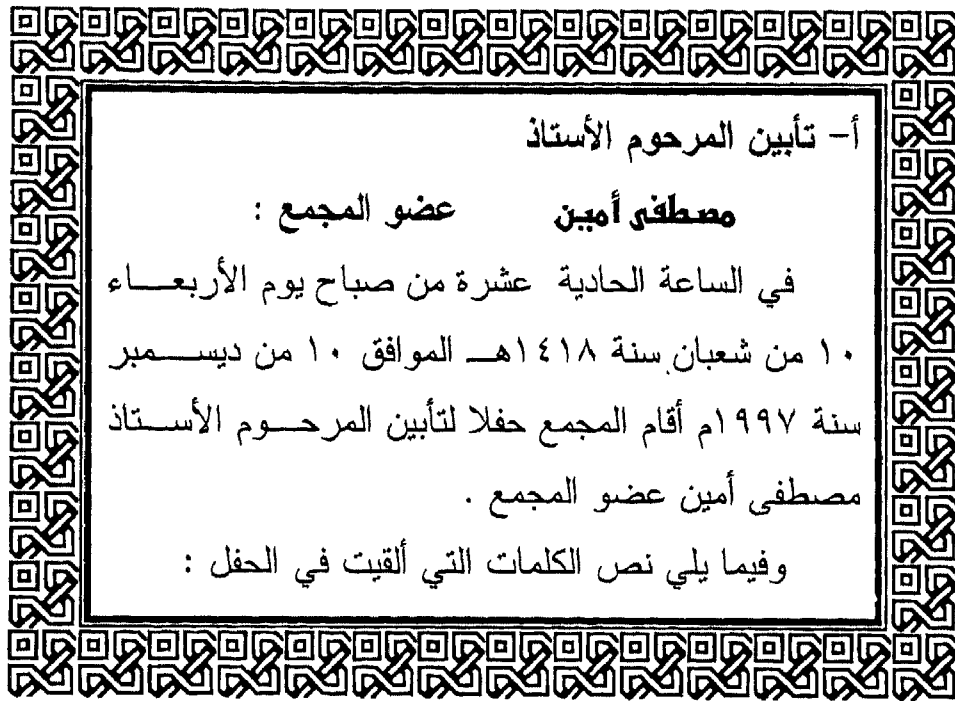 أ- تأبين المرحوم الأستاذ
مصطفى أمين عضو المجمع :
في الساعة الحادية عشرة من صباح يوم الأربعاء
١٠ من شعبان سنة ١٤١٨هـ الموافق ١٠ من ديسمبر
سنة ١٩٩٧م أقام المجمع حفلا لتأبين المرحوم الأستاذ
مصطفى أمين عضو المجمع .
وفيما يلي نص الكلمات التي ألقيت في الحفل :